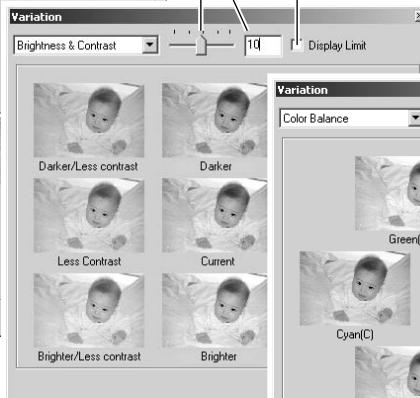 Variation
Brightness & Contrast
10
Display Limit
Darker/Less contrast
Darker
Less Contrast
Current
Brighter/Less contrast
Brighter
Variation
Color Balance
Green(
Cyan(C)